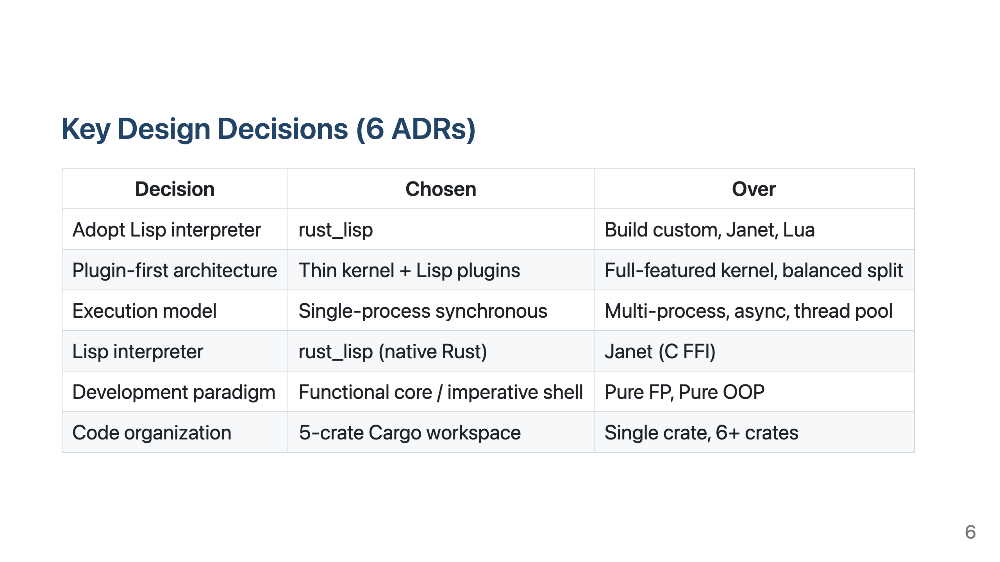 Key Design Decisions (6 ADRs)
Decision Chosen Over
Adopt Lisp interpreter rust_lisp Build custom, Janet, Lua
Plugin-first architecture Thin kernel + Lisp plugins Full-featured kernel, balanced split
Execution model Single-process synchronous Multi-process, async, thread pool
Lisp interpreter rust_lisp (native Rust) Janet (C FFI)
Development paradigm Functional core / imperative shell Pure FP, Pure OOP
Code organization 5-crate Cargo workspace Single crate, 6+ crates
6